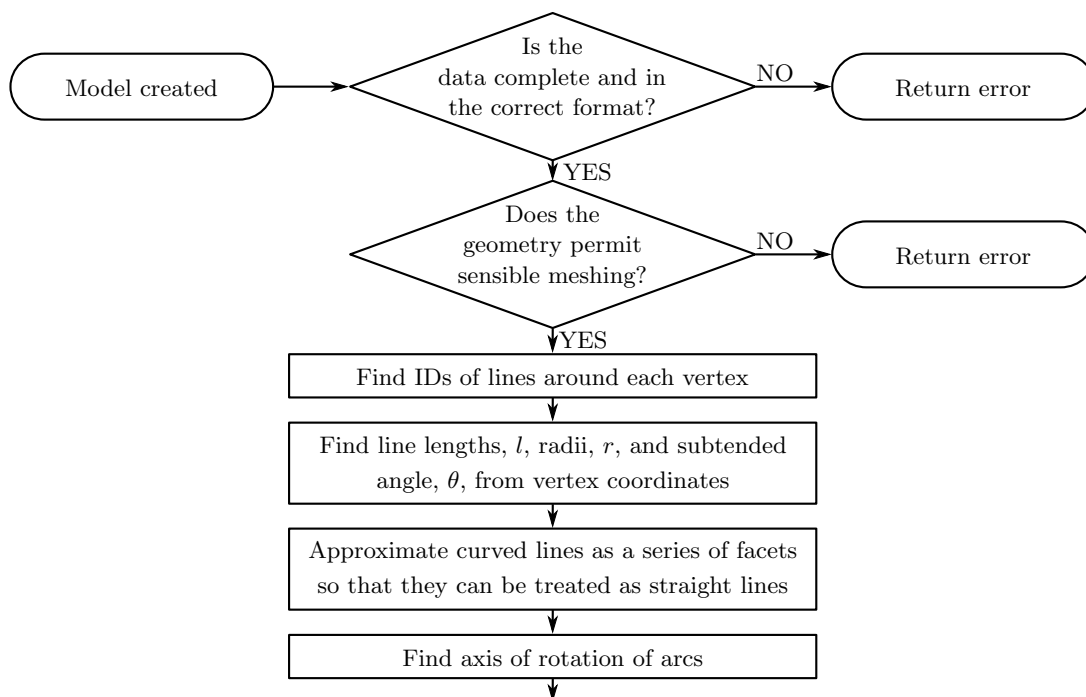 Model created
Is the
data complete and in
the correct format?
NO
Return error
YES
Does the
geometry permit
sensible meshing?
NO
Return error
YES
Find IDs of lines around each vertex
Find line lengths, l, radii, r, and subtended
angle, θ, from vertex coordinates
Approximate curved lines as a series of facets
so that they can be treated as straight lines
Find axis of rotation of arcs